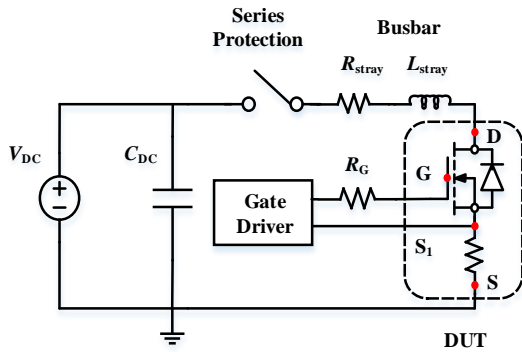 Series
Protection
Busbar
Rstray
Lstray
D
VDC
CDC
RG
G
Gate
Driver
S1
S
DUT